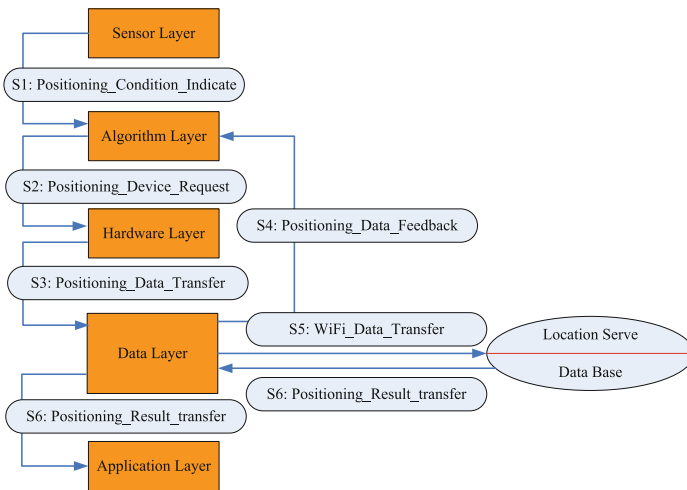 Sensor Layer
S1: Positioning_Condition_Indicate
Algorithm Layer
S2: Positioning_Device_Request
Hardware Layer
S4: Positioning_Data_Feedback
S3: Positioning_Data_Transfer
S5: WiFi_Data_Transfer
Location Serve
Data Layer
Data Base
S6: Positioning_Result_transfer
S6: Positioning_Result_transfer
Application Layer